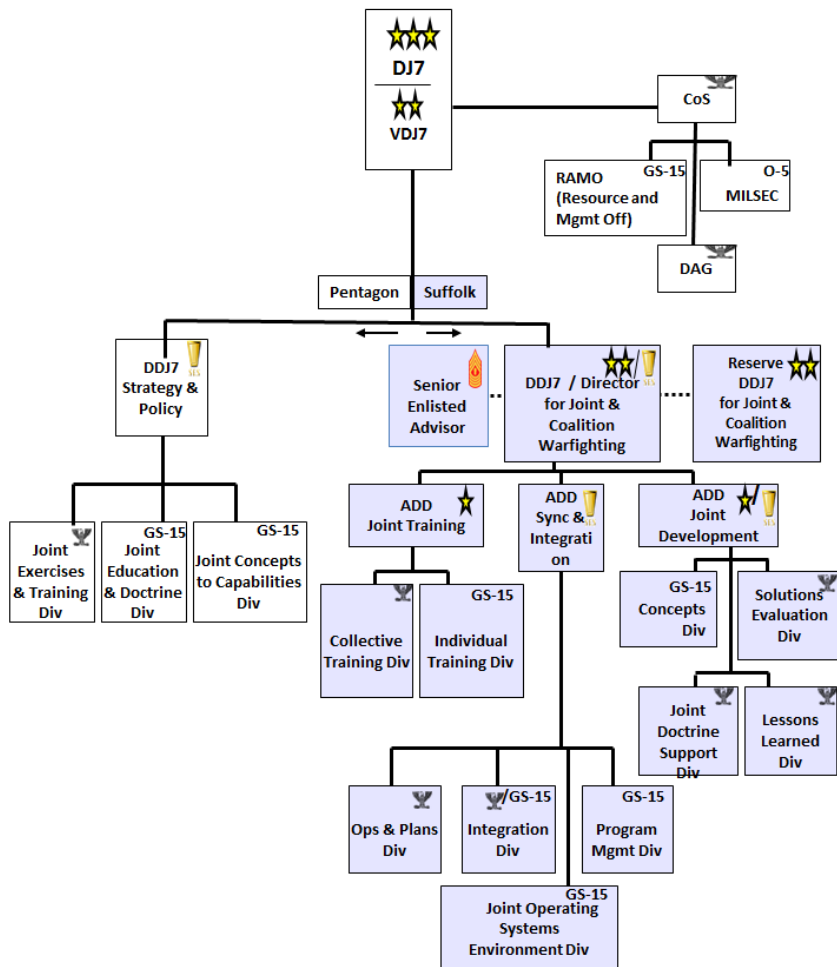 DJ7
VDJ7
CoS
GS-15
RAMO
(Resource and
Mgmt Off)
O-5
MILSEC
DAG
Pentagon
Suffolk
DDJ7
Strategy &
Policy
SES
Senior
Enlisted
Advisor
/
SES
DDJ7 / Director
for Joint &
Coalition
Warfighting
Reserve
DDJ7
for Joint &
Coalition
Warfighting
Joint
Exercises
& Training
Div
GS-15
Joint
Education
& Doctrine
Div
GS-15
Joint Concepts
to Capabilities
Div
ADD
Joint Training
ADD
Sync &
Integrati
on
SES
ADD
Joint
Development
/
SES
Collective
Training Div
GS-15
Individual
Training Div
GS-15
Concepts
Div
Solutions
Evaluation
Div
Joint
Doctrine
Support
Div
Lessons
Learned
Div
Ops & Plans
Div
/GS-15
Integration
Div
GS-15
Program
Mgmt Div
GS-15
Joint Operating
Systems
Environment Div